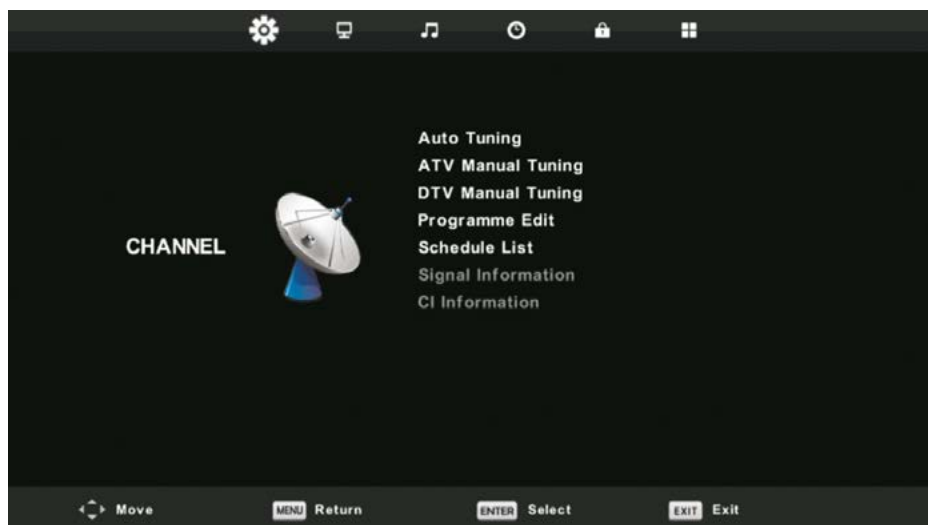 Auto Tuning
ATV Manual Tuning
DTV Manual Tuning
Programme Edit
CHANNEL
Schedule List
Signal Information
CI Information
Move
MENU Return
ENTER Select
EXIT Exit